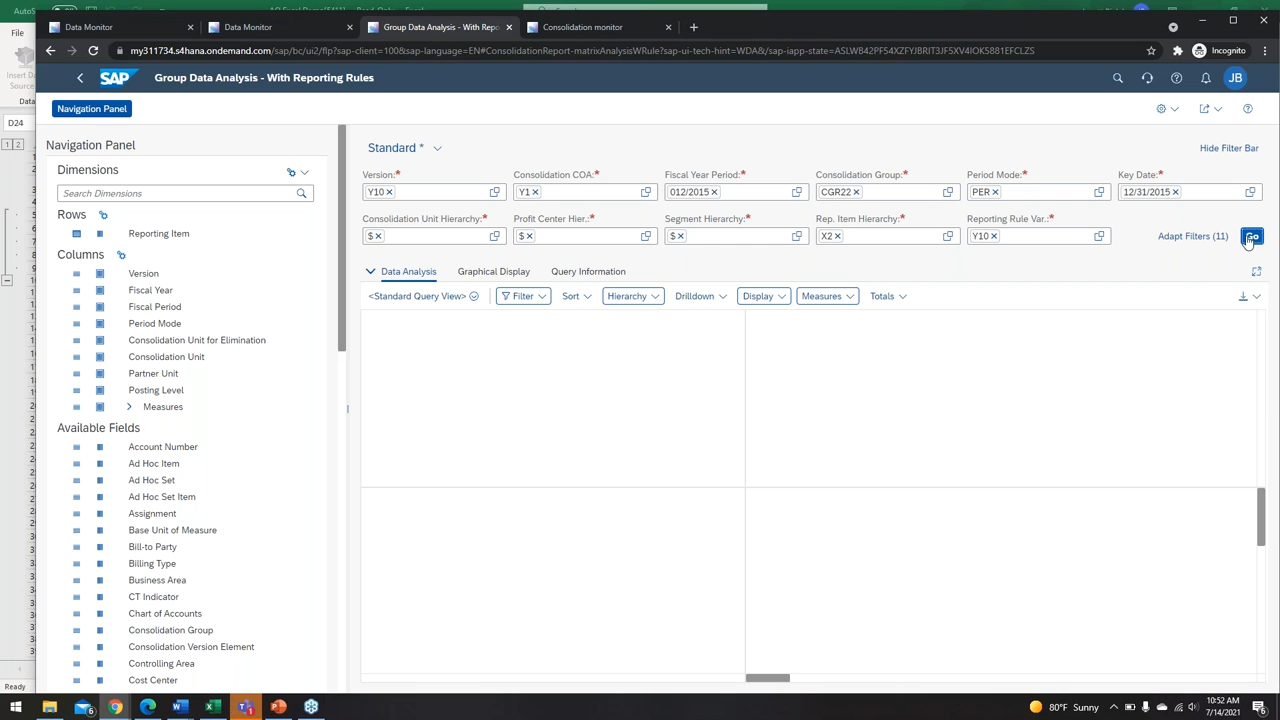 AutoS
File
Insert Data
Source
Data
D24
1 2
Ready
Data Monitor
Data Monitor
Group Data Analysis - With Repo
Consolidation monitor
my311734.s4hana.ondemand.com/sap/bc/ui2/flp?sap-client=100&sap-language=EN#ConsolidationReport-matrixAnalysisWRule?sap-ui-tech-hint=WDA&/sap-iapp-state=ASLWB42PFS4XZFYJBRIT3JF5XV4IOK5881EFCLZS
Incognito
SAP
Group Data Analysis - With Reporting Rules
JB
Navigation Panel
Navigation Panel
Dimensions
Search Dimensions
Rows
Reporting Item
Columns
Version
Fiscal Year
Fiscal Period
Period Mode
Consolidation Unit for Elimination
Consolidation Unit
Partner Unit
Posting Level
Measures
Available Fields
Account Number
Ad Hoc Item
Ad Hoc Set
Ad Hoc Set Item
Assignment
Base Unit of Measure
Bill-to Party
Billing Type
Business Area
CT Indicator
Chart of Accounts
Consolidation Group
Consolidation Version Element
Controlling Area
Cost Center
Standard *
Hide Filter Bar
Version:* Consolidation COA:* Fiscal Year Period:* Consolidation Group:* Period Mode:* Key Date:*
Y10 Y1 012/2015 CGR22 PER 12/31/2015
Consolidation Unit Hierarchy:* Profit Center Hier.:* Segment Hierarchy:* Rep. Item Hierarchy:* Reporting Rule Var.:*
$ $ $ X2 Y10 Adapt Filters (11) Go
Data Analysis Graphical Display Query Information
<Standard Query View> Filter Sort Hierarchy Drilldown Display Measures Totals
80°F Sunny
10:52 AM
7/14/2021